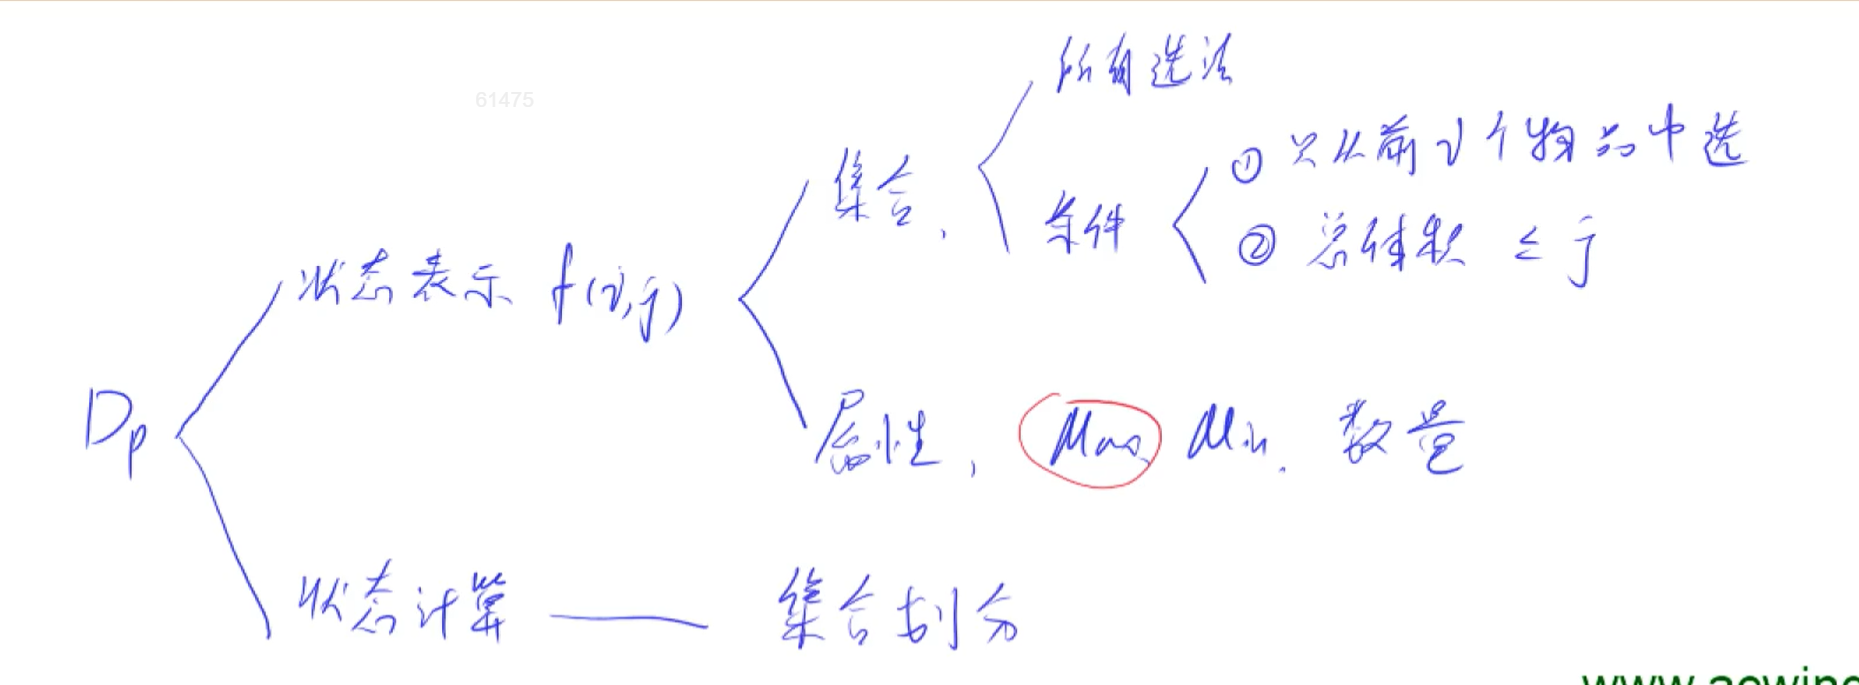 所有选法
61475
① 只从前i个物品中选
集合,
条件
② 总体积 ≤ j
状态表示 f(i,j)
Dp
属性, Max Min. 数量
状态计算 —— 集合划分
www.acwing